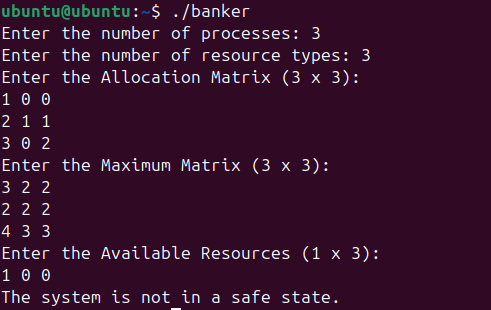 ubuntu@ubuntu:~$ ./banker
Enter the number of processes: 3
Enter the number of resource types: 3
Enter the Allocation Matrix (3 x 3):
1 0 0
2 1 1
3 0 2
Enter the Maximum Matrix (3 x 3):
3 2 2
2 2 2
4 3 3
Enter the Available Resources (1 x 3):
1 0 0
The system is not in a safe state.